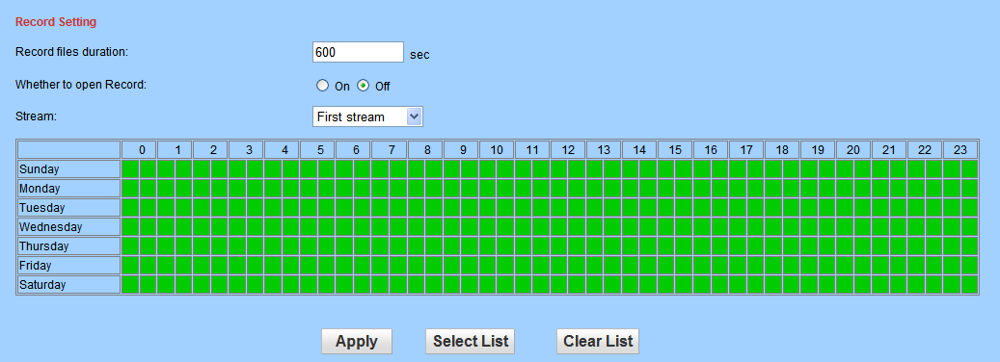 Record Setting
Record files duration: 600 sec
Whether to open Record: On Off
Stream: First stream
0 1 2 3 4 5 6 7 8 9 10 11 12 13 14 15 16 17 18 19 20 21 22 23
Sunday
Monday
Tuesday
Wednesday
Thursday
Friday
Saturday
Apply Select List Clear List